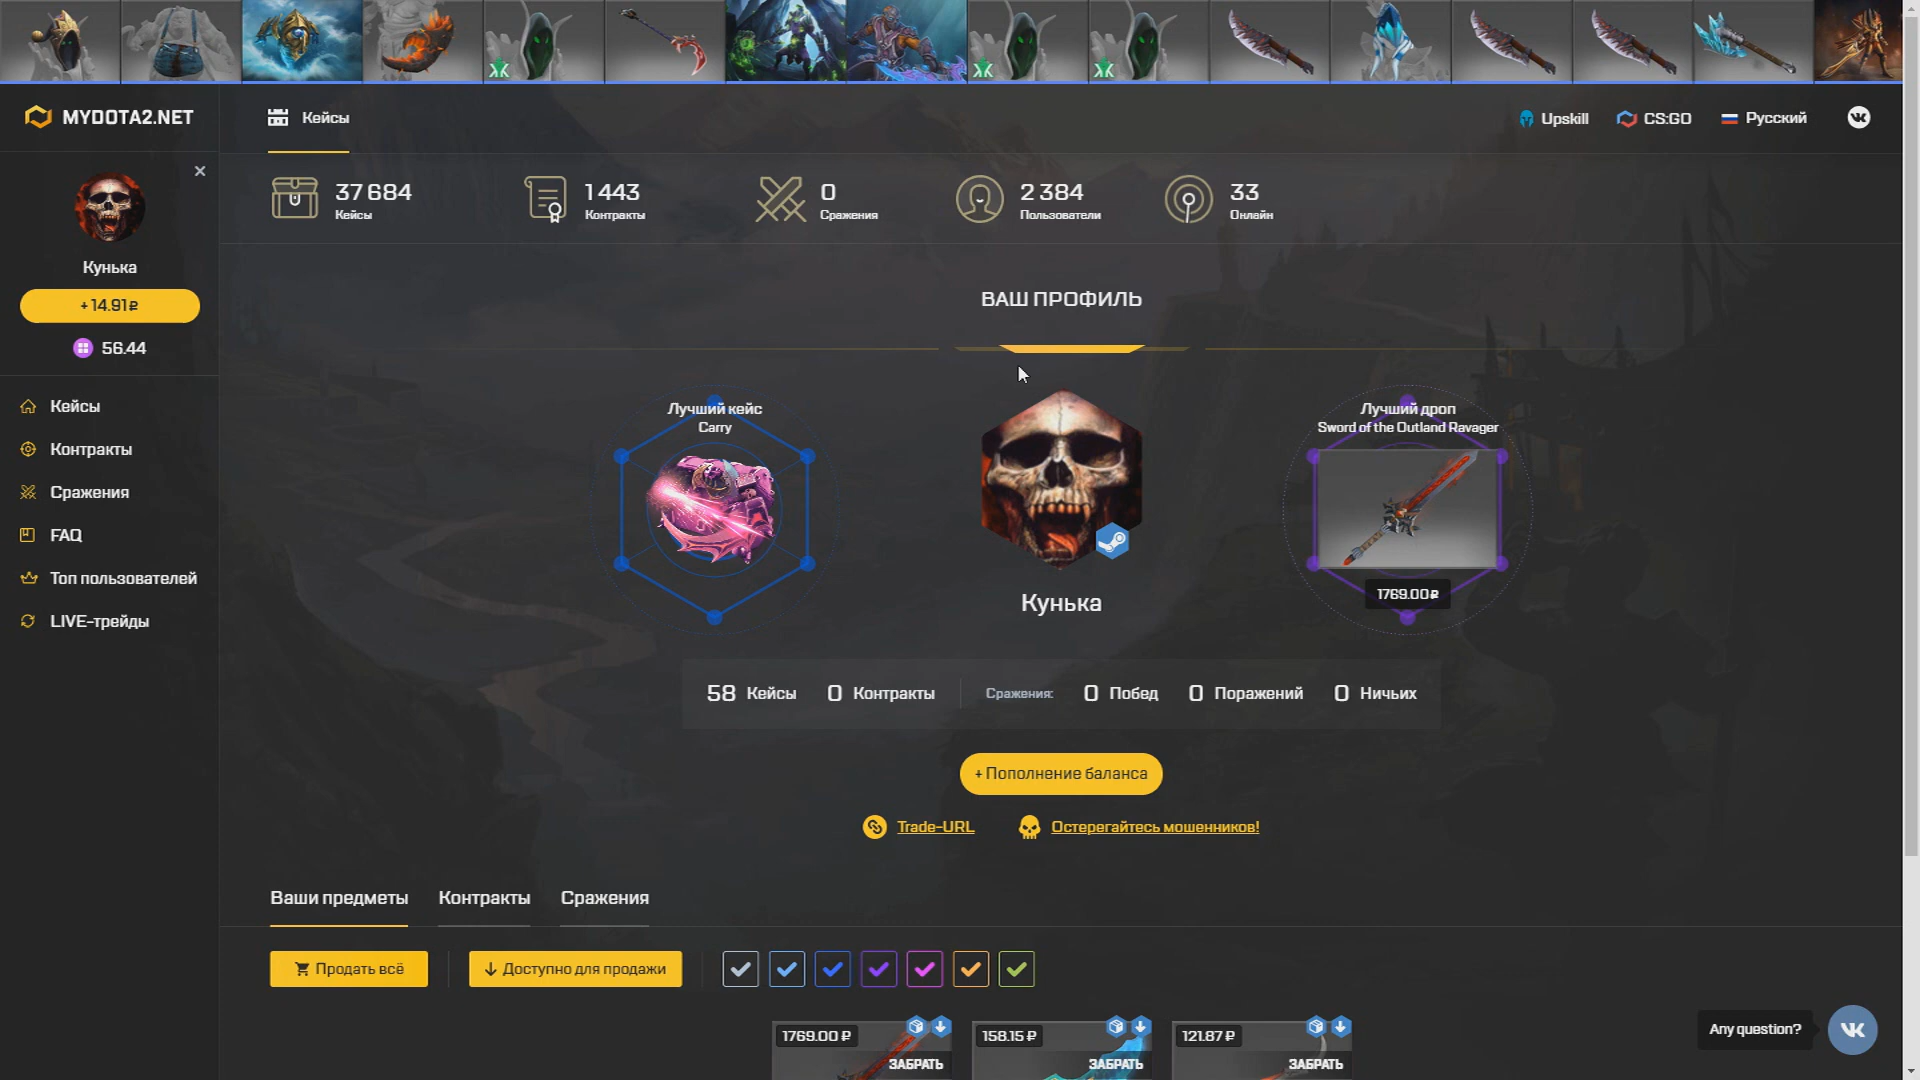 MYDOTA2.NET
Кейсы
Upskill
CS:GO
Русский
37 684
Кейсы
1 443
Контракты
0
Сражения
2 384
Пользователи
33
Онлайн
Кунька
+ 14.91 ₽
56.44
Кейсы
Контракты
Сражения
FAQ
Топ пользователей
LIVE-трейды
ВАШ ПРОФИЛЬ
Лучший кейс
Carry
Лучший дроп
Sword of the Outland Ravager
1769.00 ₽
Кунька
58 Кейсы 0 Контракты Сражения: 0 Побед 0 Поражений 0 Ничьих
+ Пополнение баланса
Trade-URL
Остерегайтесь мошенников!
Ваши предметы Контракты Сражения
Продать всё
Доступно для продажи
1769.00 ₽
ЗАБРАТЬ
158.15 ₽
ЗАБРАТЬ
121.87 ₽
ЗАБРАТЬ
Any question?